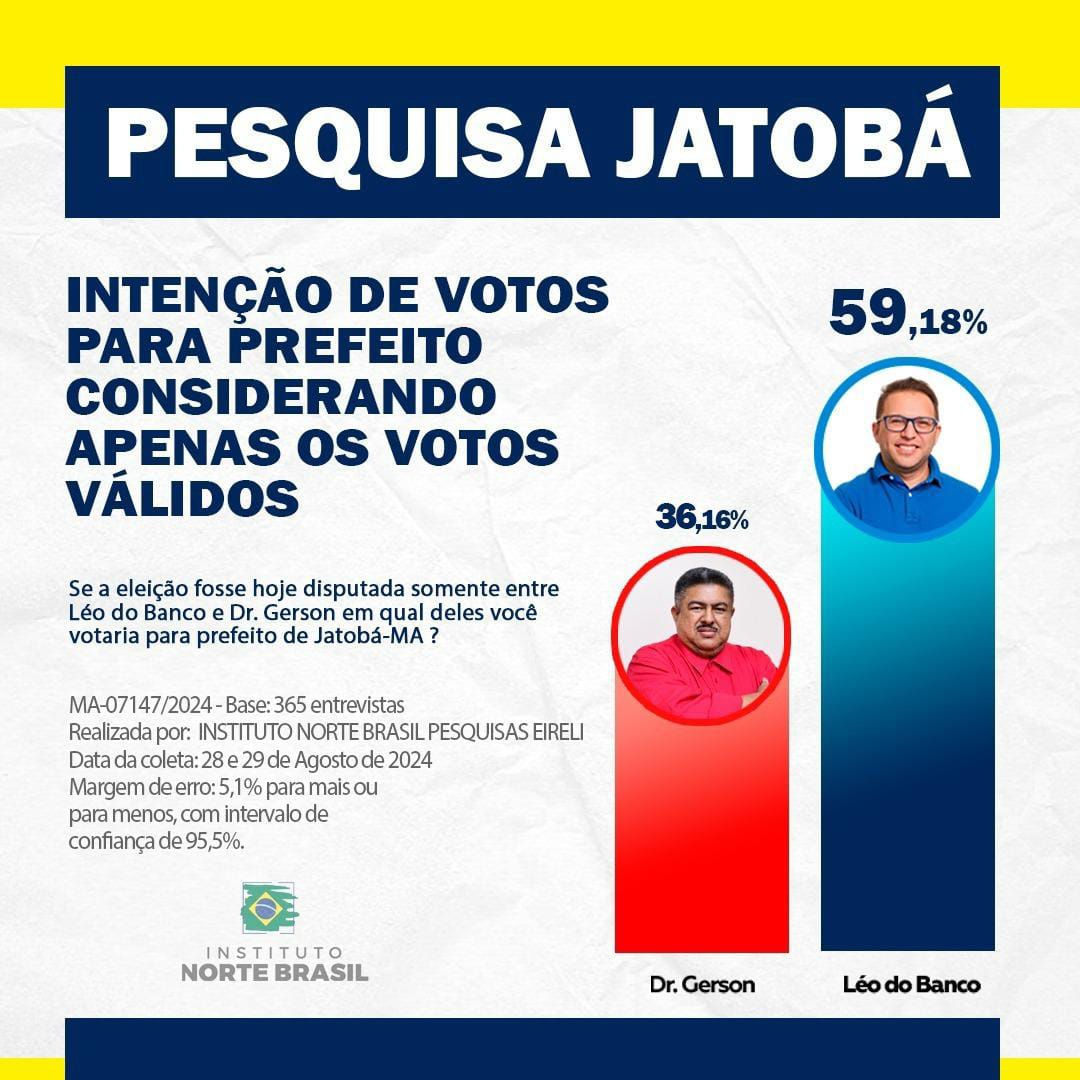 PESQUISA JATOBÁ
INTENÇÃO DE VOTOS
PARA PREFEITO
CONSIDERANDO
APENAS OS VOTOS
VÁLIDOS
59,18%
36,16%
Se a eleição fosse hoje disputada somente entre
Léo do Banco e Dr. Gerson em qual deles você
votaria para prefeito de Jatobá-MA ?
MA-07147/2024 - Base: 365 entrevistas
Realizada por: INSTITUTO NORTE BRASIL PESQUISAS EIRELI
Data da coleta: 28 e 29 de Agosto de 2024
Margem de erro: 5,1% para mais ou
para menos, com intervalo de
confiança de 95,5%.
INSTITUTO
NORTE BRASIL
Dr. Gerson
Léo do Banco